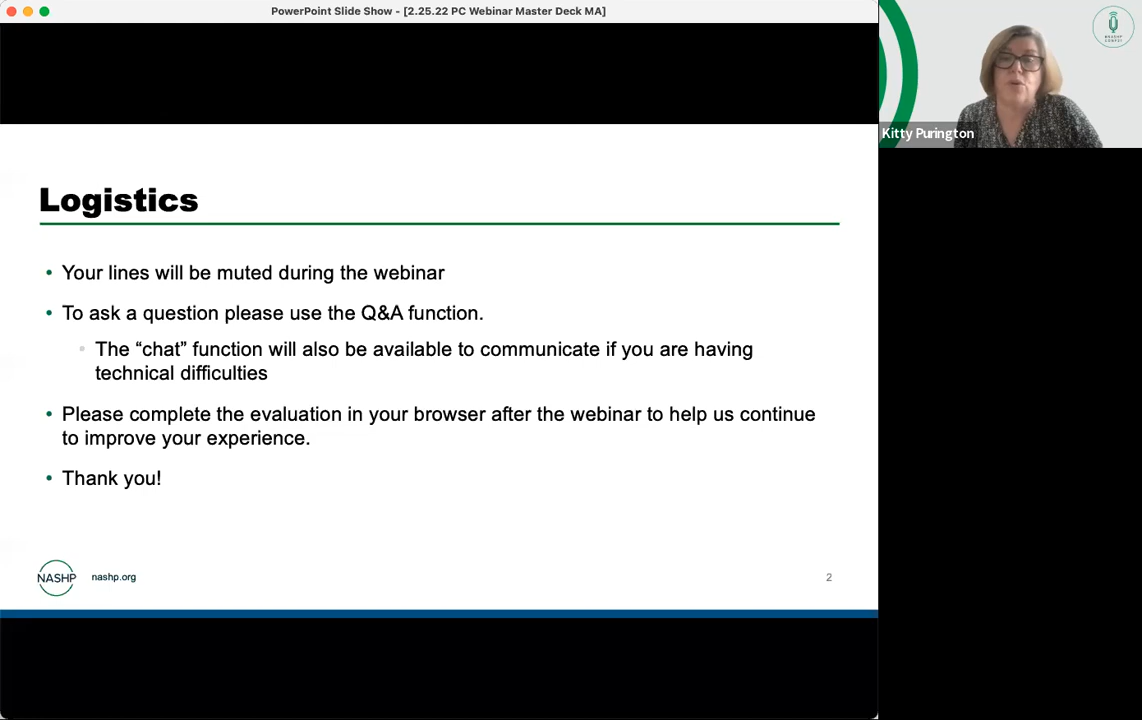 PowerPoint Slide Show - [2.25.22 PC Webinar Master Deck MA]
Kitty Purington
Logistics
• Your lines will be muted during the webinar
• To ask a question please use the Q&A function.
The “chat” function will also be available to communicate if you are having
technical difficulties
• Please complete the evaluation in your browser after the webinar to help us continue
to improve your experience.
• Thank you!
NASHP
nashp.org
2